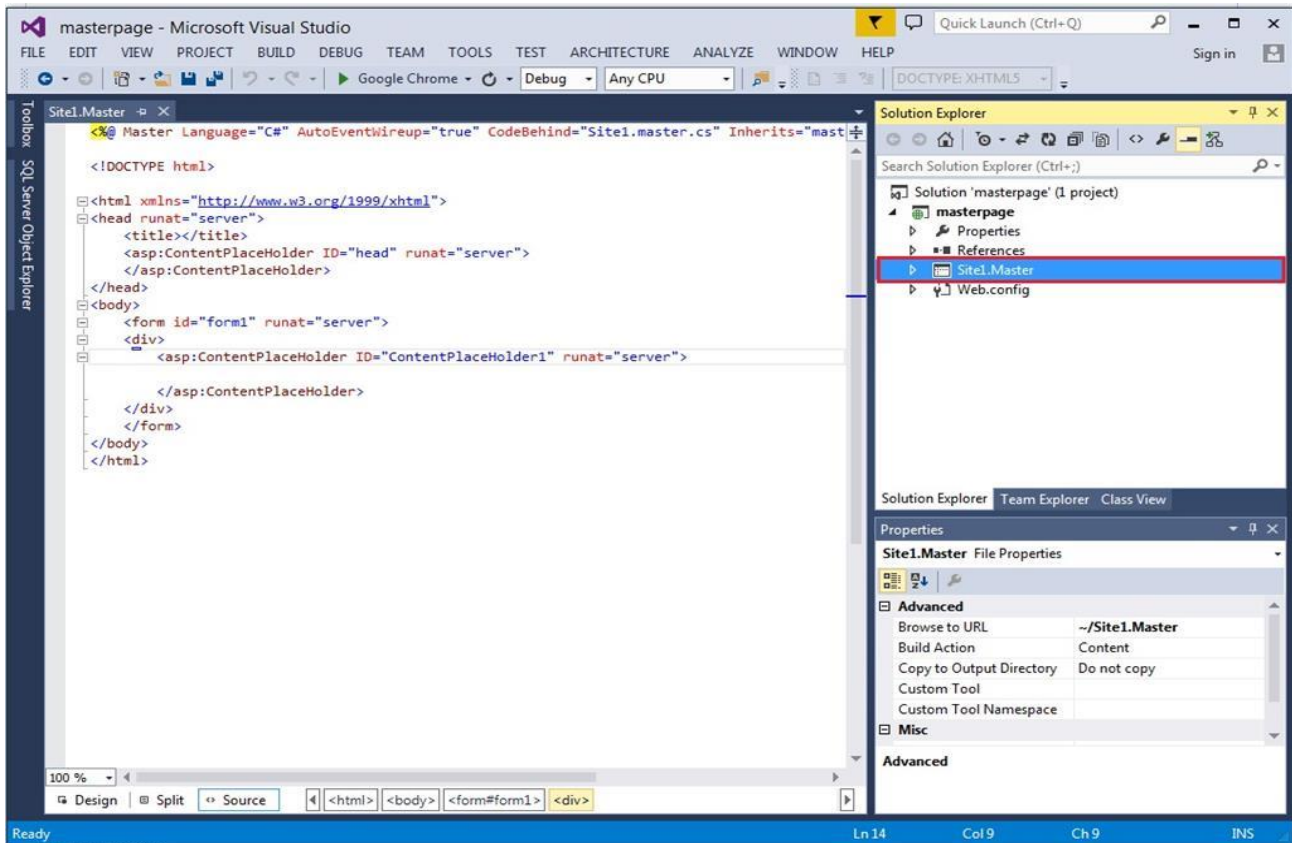 masterpage - Microsoft Visual Studio
Quick Launch (Ctrl+Q)
FILE EDIT VIEW PROJECT BUILD DEBUG TEAM TOOLS TEST ARCHITECTURE ANALYZE WINDOW HELP
Sign in
Google Chrome
Debug
Any CPU
DOCTYPE: XHTML5
Toolbox
SQL Server Object Explorer
Site1.Master
<%@ Master Language="C#" AutoEventWireup="true" CodeBehind="Site1.master.cs" Inherits="mast
<!DOCTYPE html>
<html xmlns="http://www.w3.org/1999/xhtml">
<head runat="server">
<title></title>
<asp:ContentPlaceHolder ID="head" runat="server">
</asp:ContentPlaceHolder>
</head>
<body>
<form id="form1" runat="server">
<div>
<asp:ContentPlaceHolder ID="ContentPlaceHolder1" runat="server">
</asp:ContentPlaceHolder>
</div>
</form>
</body>
</html>
100 %
Design
Split
Source
<html> <body> <form#form1> <div>
Solution Explorer
Search Solution Explorer (Ctrl+;)
Solution 'masterpage' (1 project)
masterpage
Properties
References
Site1.Master
Web.config
Solution Explorer Team Explorer Class View
Properties
Site1.Master File Properties
Advanced
Browse to URL ~/Site1.Master
Build Action Content
Copy to Output Directory Do not copy
Custom Tool
Custom Tool Namespace
Misc
Advanced
Ready
Ln 14 Col 9 Ch 9 INS